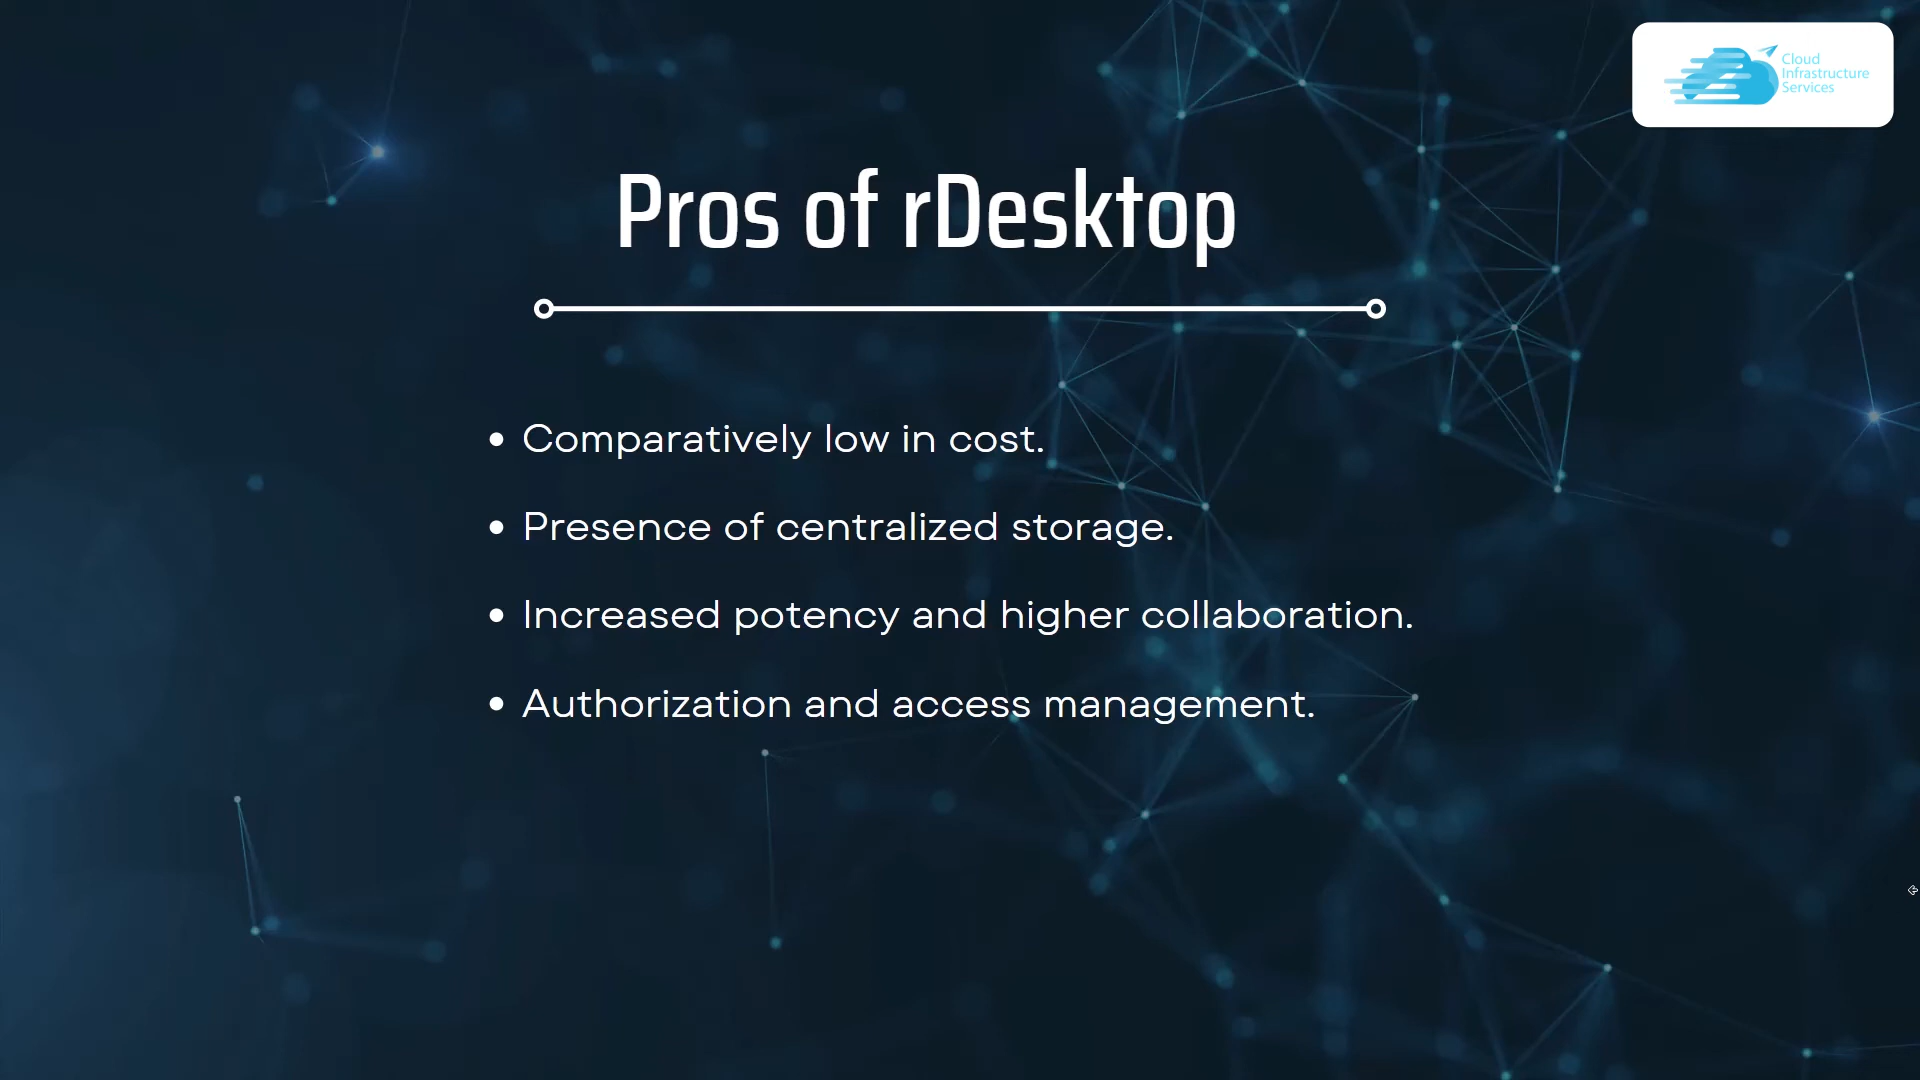 Cloud
Infrastructure
Services
Pros of rDesktop
• Comparatively low in cost.
• Presence of centralized storage.
• Increased potency and higher collaboration.
• Authorization and access management.